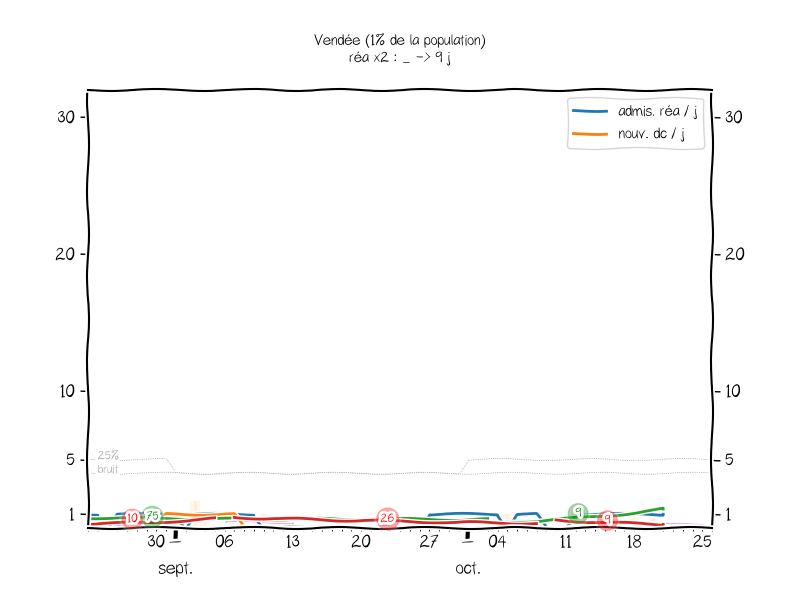 Vendée (1% de la population)
réa x2 : _ -> 9 j
admis. réa / j
nouv. dc / j
30 30
20 20
10 10
5 5
1 1
25%
bruit
10 75 26 9 9
30 06 13 20 27 04 11 18 25
sept. oct.